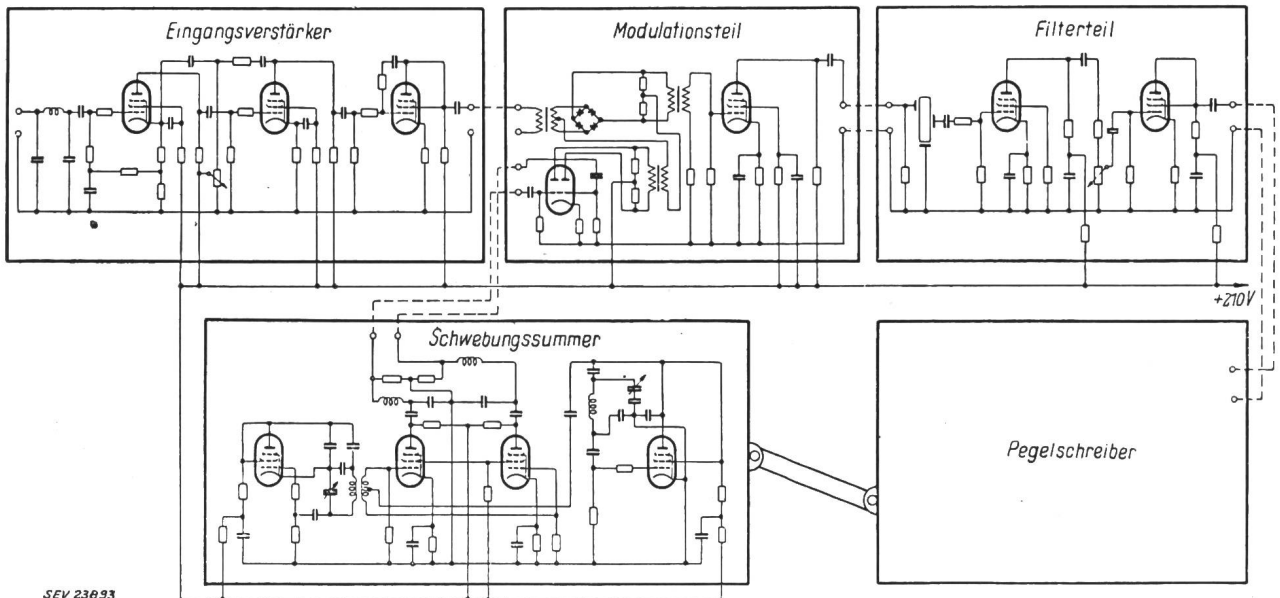 Eingangsverstärker
Modulationsteil
Filterteil
+210V
Schwebungssummer
Pegelschreiber
SEV 23893